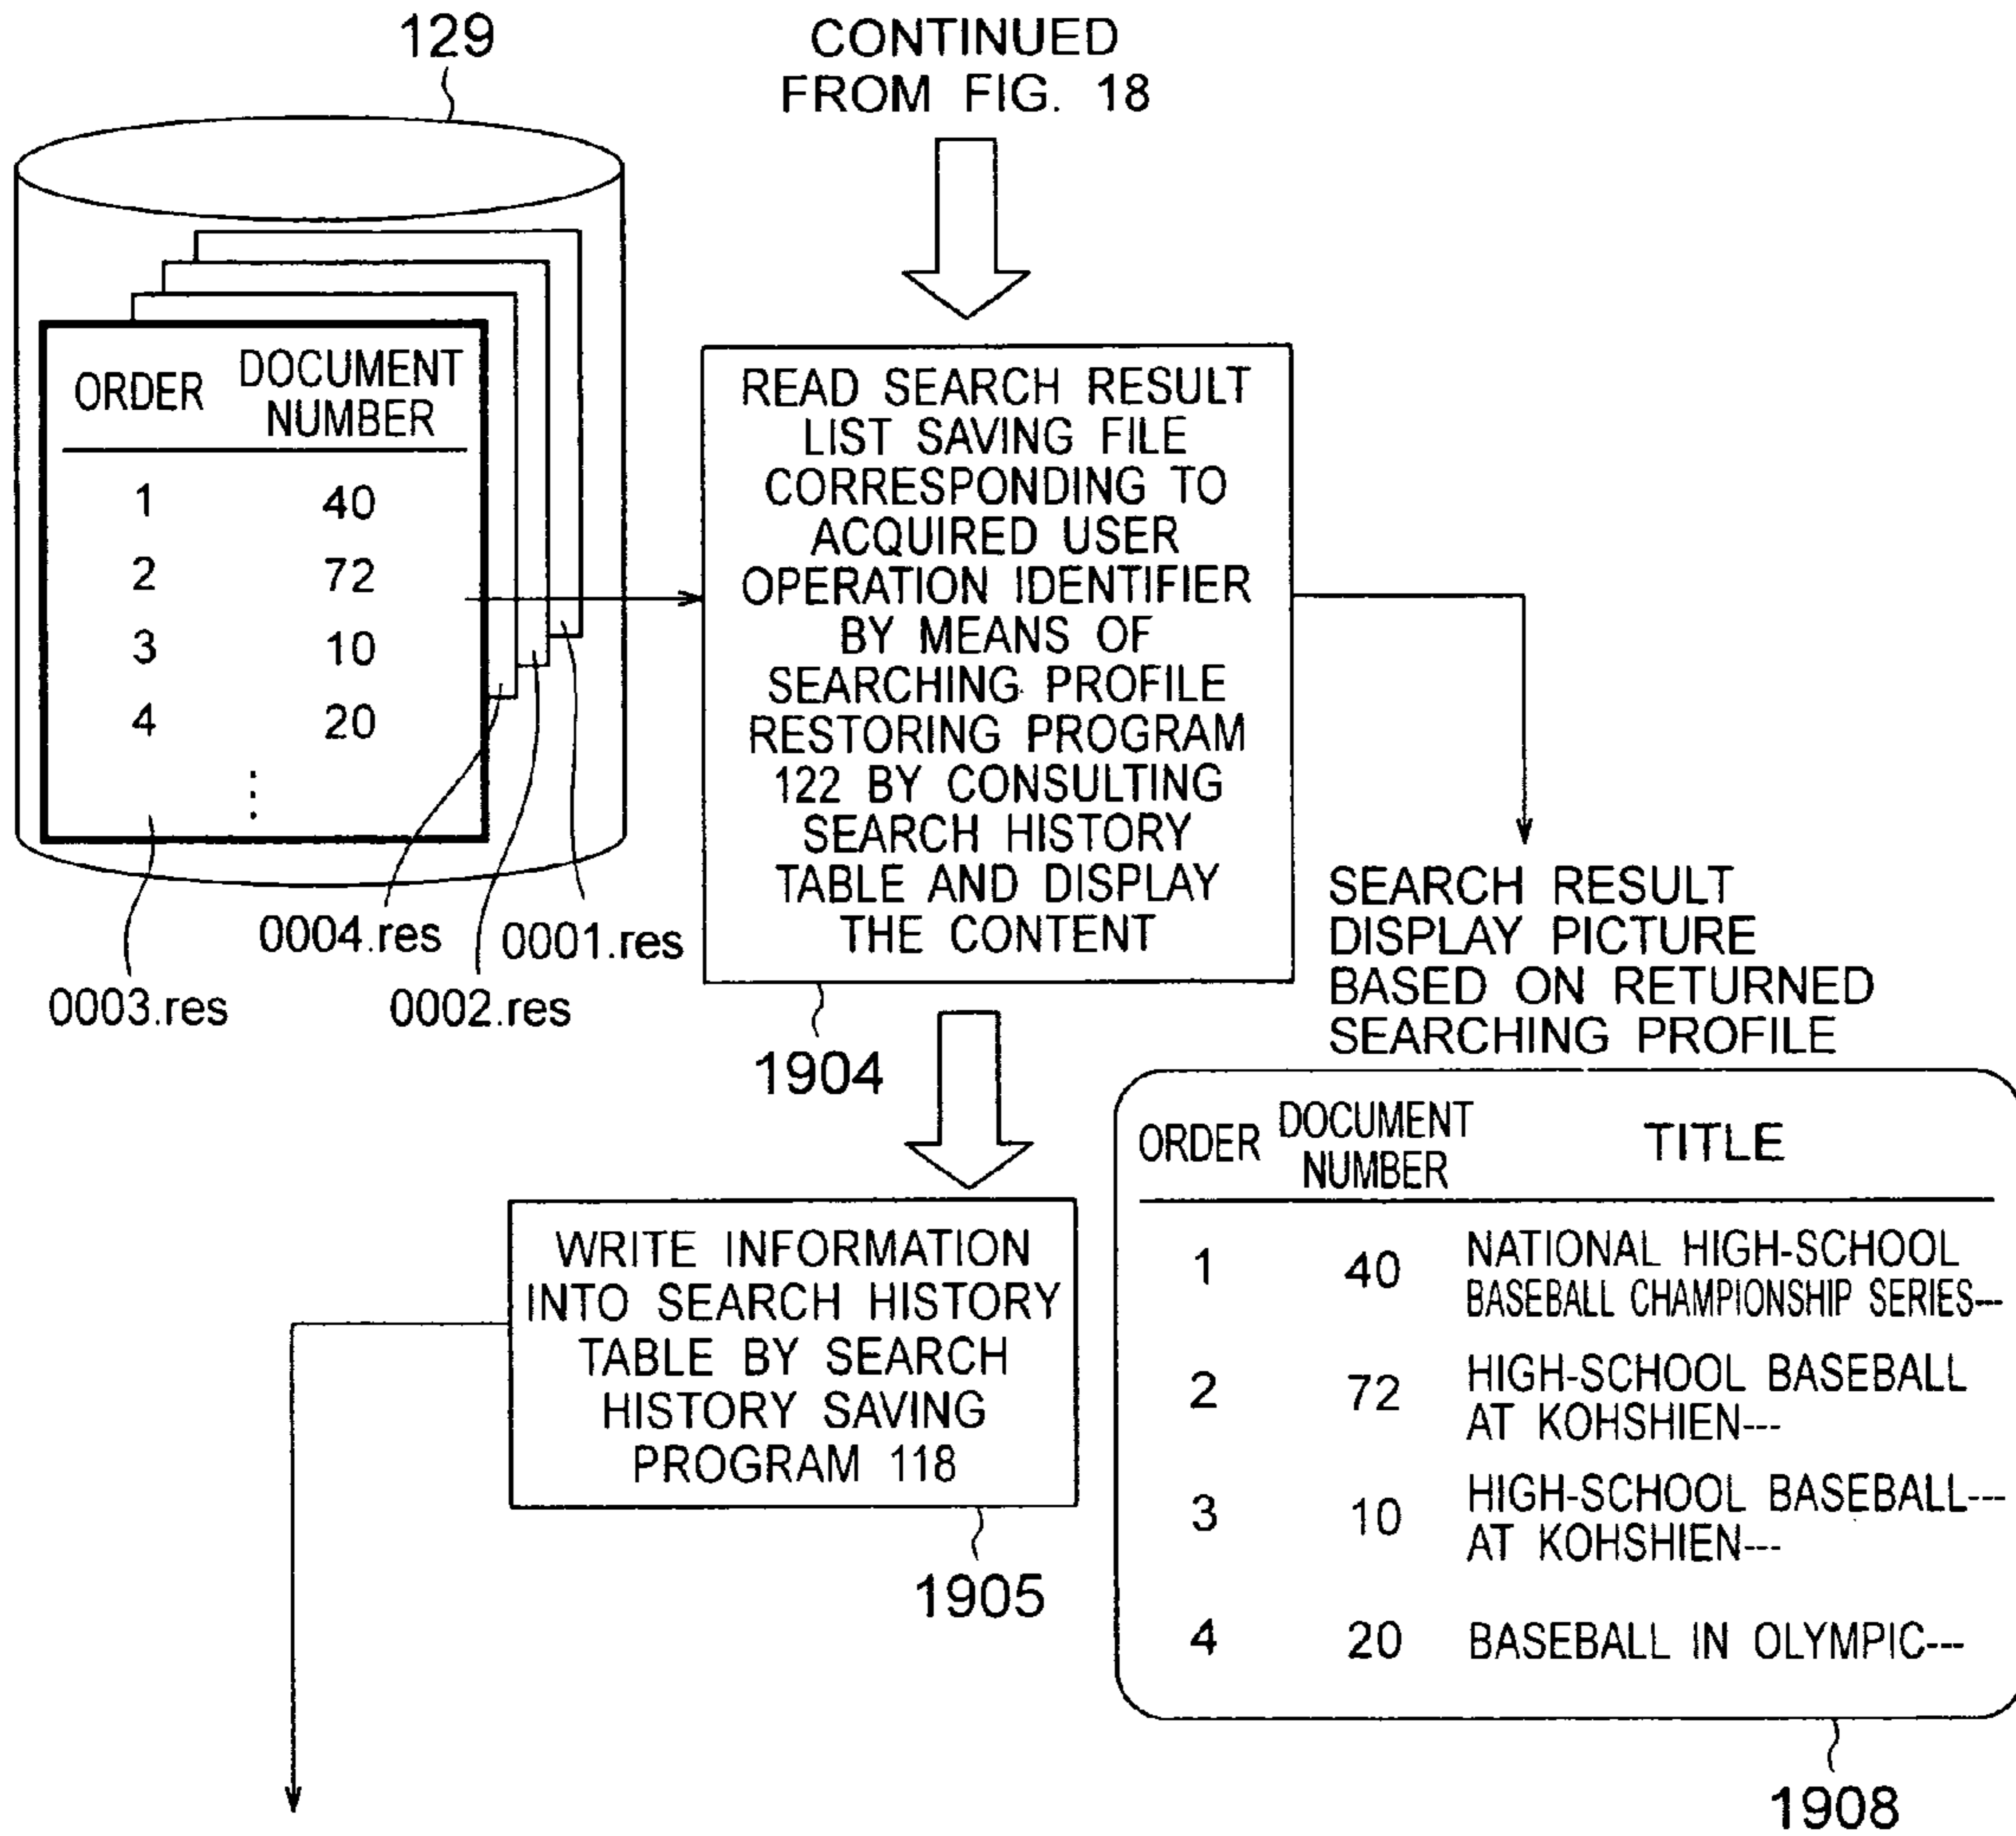 129
CONTINUED
FROM FIG. 18
ORDER DOCUMENT
NUMBER
1 40
2 72
3 10
4 20
0004.res 0001.res
0003.res 0002.res
READ SEARCH RESULT
LIST SAVING FILE
CORRESPONDING TO
ACQUIRED USER
OPERATION IDENTIFIER
BY MEANS OF
SEARCHING PROFILE
RESTORING PROGRAM
122 BY CONSULTING
SEARCH HISTORY
TABLE AND DISPLAY
THE CONTENT
1904
SEARCH RESULT
DISPLAY PICTURE
BASED ON RETURNED
SEARCHING PROFILE
WRITE INFORMATION
INTO SEARCH HISTORY
TABLE BY SEARCH
HISTORY SAVING
PROGRAM 118
1905
ORDER DOCUMENT TITLE
NUMBER
1 40 NATIONAL HIGH-SCHOOL
BASEBALL CHAMPIONSHIP SERIES---
2 72 HIGH-SCHOOL BASEBALL
AT KOHSHIEN---
3 10 HIGH-SCHOOL BASEBALL---
AT KOHSHIEN---
4 20 BASEBALL IN OLYMPIC---
1908